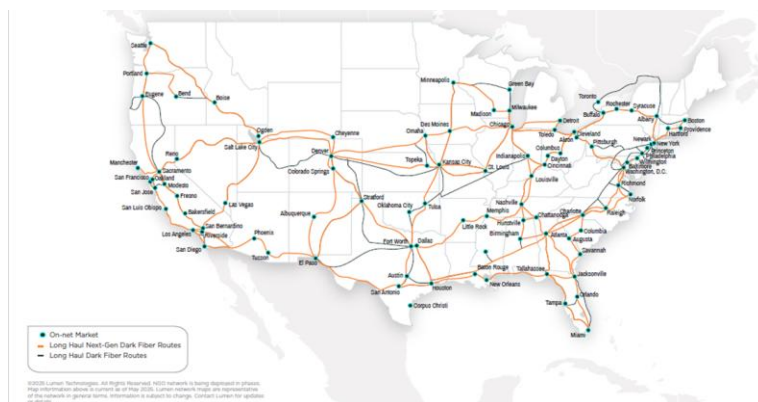 Seattle
Portland
Eugene
Bend
Boise
Ogden
Salt Lake City
Reno
Manchester
Sacramento
San Francisco
Oakland
San Jose
Modesto
Fresno
San Luis Obispo
Bakersfield
Las Vegas
San Bernardino
Los Angeles
Riverside
San Diego
Phoenix
Tucson
Cheyenne
Denver
Colorado Springs
Albuquerque
El Paso
Stratford
Oklahoma City
Tulsa
Fort Worth
Dallas
Austin
San Antonio
Houston
Corpus Christi
Minneapolis
Green Bay
Madison
Milwaukee
Des Moines
Omaha
Chicago
Topeka
Kansas City
St. Louis
Indianapolis
Columbus
Dayton
Cincinnati
Louisville
Nashville
Memphis
Little Rock
Huntsville
Chattanooga
Birmingham
Atlanta
Charlotte
Raleigh
Columbia
Augusta
Savannah
Baton Rouge
New Orleans
Tallahassee
Jacksonville
Orlando
Tampa
Miami
Toronto
Detroit
Toledo
Cleveland
Akron
Pittsburgh
Buffalo
Rochester
Syracuse
Albany
Boston
Providence
Hartford
Newark
New York
Princeton
Philadelphia
Wilmington
Baltimore
Washington, D.C.
Richmond
Norfolk
On-net Market
Long Haul Next-Gen Dark Fiber Routes
Long Haul Dark Fiber Routes
Lumen Technologies. All Rights Reserved. NGD network is being deployed in phases.
Map information above is current as of May 2025. Lumen network maps are representative
of the network in general terms. Information is subject to change. Contact Lumen for updates